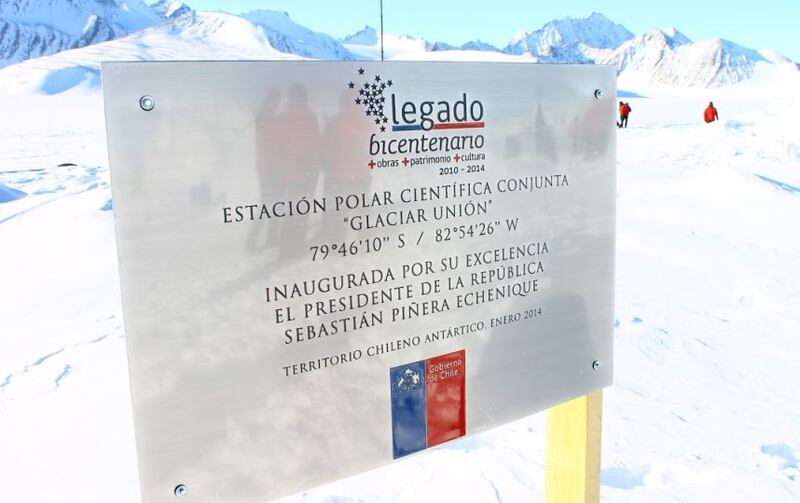 legado
bicentenario
+obras +patrimonio +cultura
2010 - 2014
ESTACIÓN POLAR CIENTÍFICA CONJUNTA
"GLACIAR UNIÓN"
79°46'10" S / 82°54'26" W
INAUGURADA POR SU EXCELENCIA
EL PRESIDENTE DE LA REPÚBLICA
SEBASTIÁN PIÑERA ECHENIQUE
TERRITORIO CHILENO ANTÁRTICO, ENERO 2014
Gobierno
de Chile